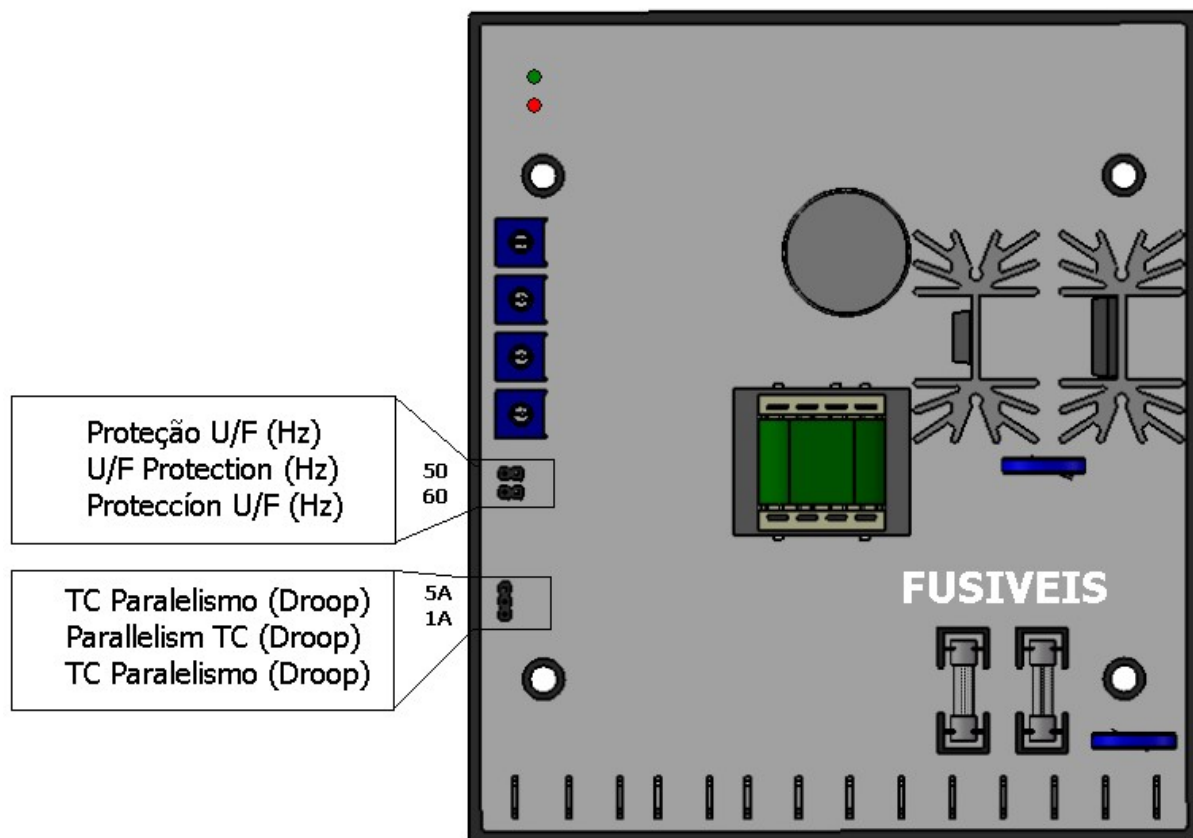 Proteção U/F (Hz)
U/F Protection (Hz)
Proteccíon U/F (Hz)
50
60
TC Paralelismo (Droop)
Parallelism TC (Droop)
TC Paralelismo (Droop)
5A
1A
FUSIVEIS